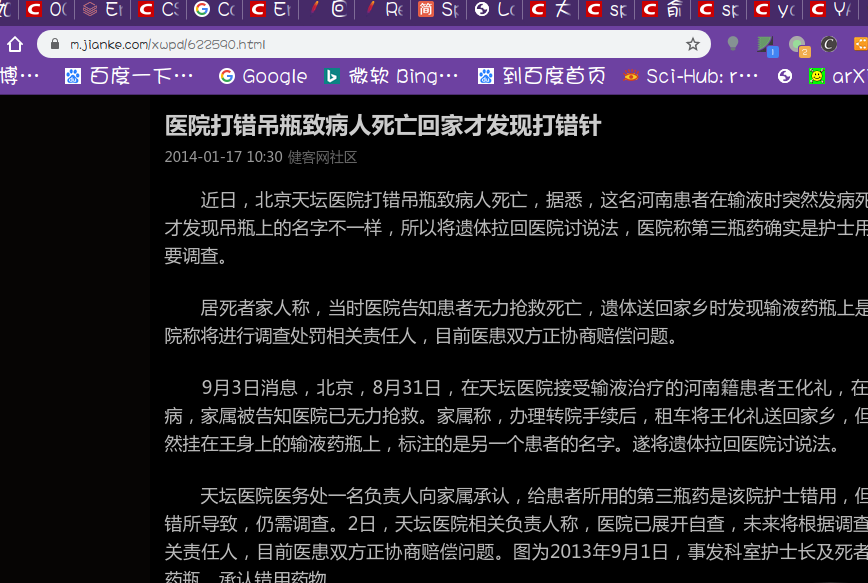 m.jianke.com/xwpd/622590.html
博…
百度一下…
Google
微软 Bing…
到百度首页
Sci-Hub: r…
arX
医院打错吊瓶致病人死亡回家才发现打错针
2014-01-17 10:30 健客网社区
近日，北京天坛医院打错吊瓶致病人死亡，据悉，这名河南患者在输液时突然发病死
才发现吊瓶上的名字不一样，所以将遗体拉回医院讨说法，医院称第三瓶药确实是护士用
要调查。
居死者家人称，当时医院告知患者无力抢救死亡，遗体送回家乡时发现输液药瓶上是
院称将进行调查处罚相关责任人，目前医患双方正协商赔偿问题。
9月3日消息，北京，8月31日，在天坛医院接受输液治疗的河南籍患者王化礼，在
病，家属被告知医院已无力抢救。家属称，办理转院手续后，租车将王化礼送回家乡，但
然挂在王身上的输液药瓶上，标注的是另一个患者的名字。遂将遗体拉回医院讨说法。
天坛医院医务处一名负责人向家属承认，给患者所用的第三瓶药是该院护士错用，但
错所导致，仍需调查。2日，天坛医院相关负责人称，医院已展开自查，未来将根据调查
关责任人，目前医患双方正协商赔偿问题。图为2013年9月1日，事发科室护士长及死者
药瓶，承认错用药物